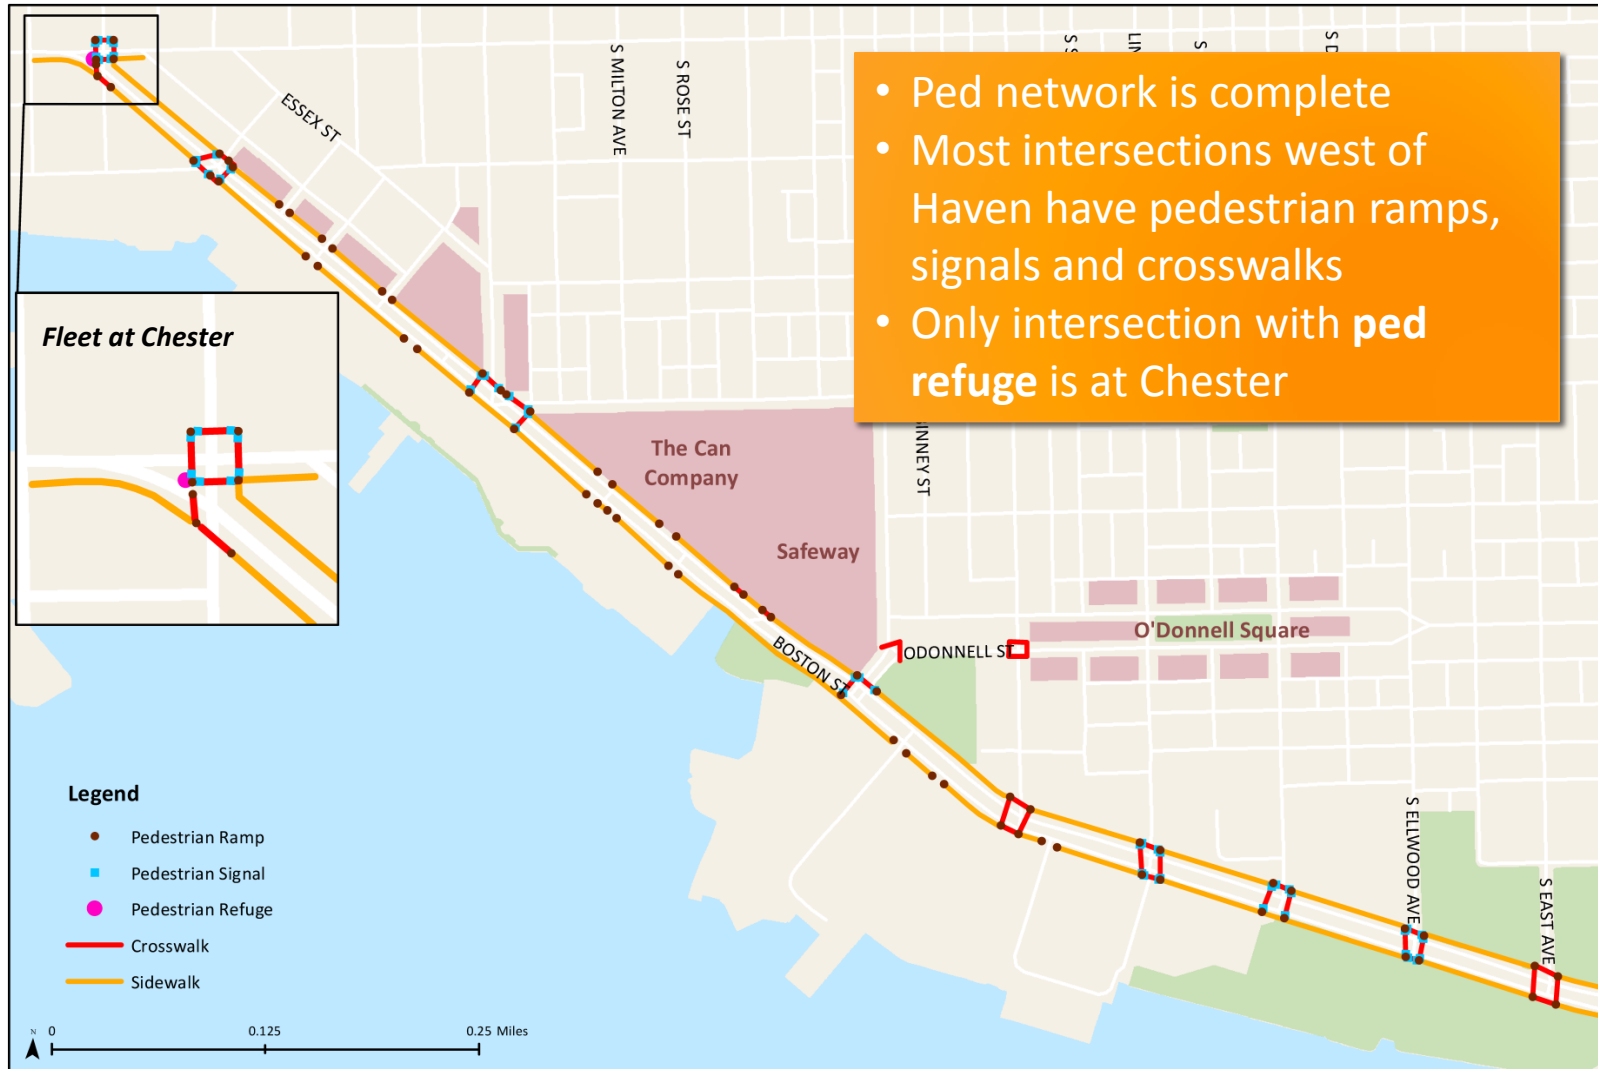 S MILTON AVE
S ROSE ST
ESSEX ST
LIN
S
• Ped network is complete
• Most intersections west of
Haven have pedestrian ramps,
signals and crosswalks
• Only intersection with ped
refuge is at Chester
Fleet at Chester
The Can
Company
INNEY ST
Safeway
O'Donnell Square
ODONNELL ST
BOSTON ST
S ELLWOOD AVE
S EAST AVE
Legend
Pedestrian Ramp
Pedestrian Signal
Pedestrian Refuge
Crosswalk
Sidewalk
N
0
0.125
0.25 Miles